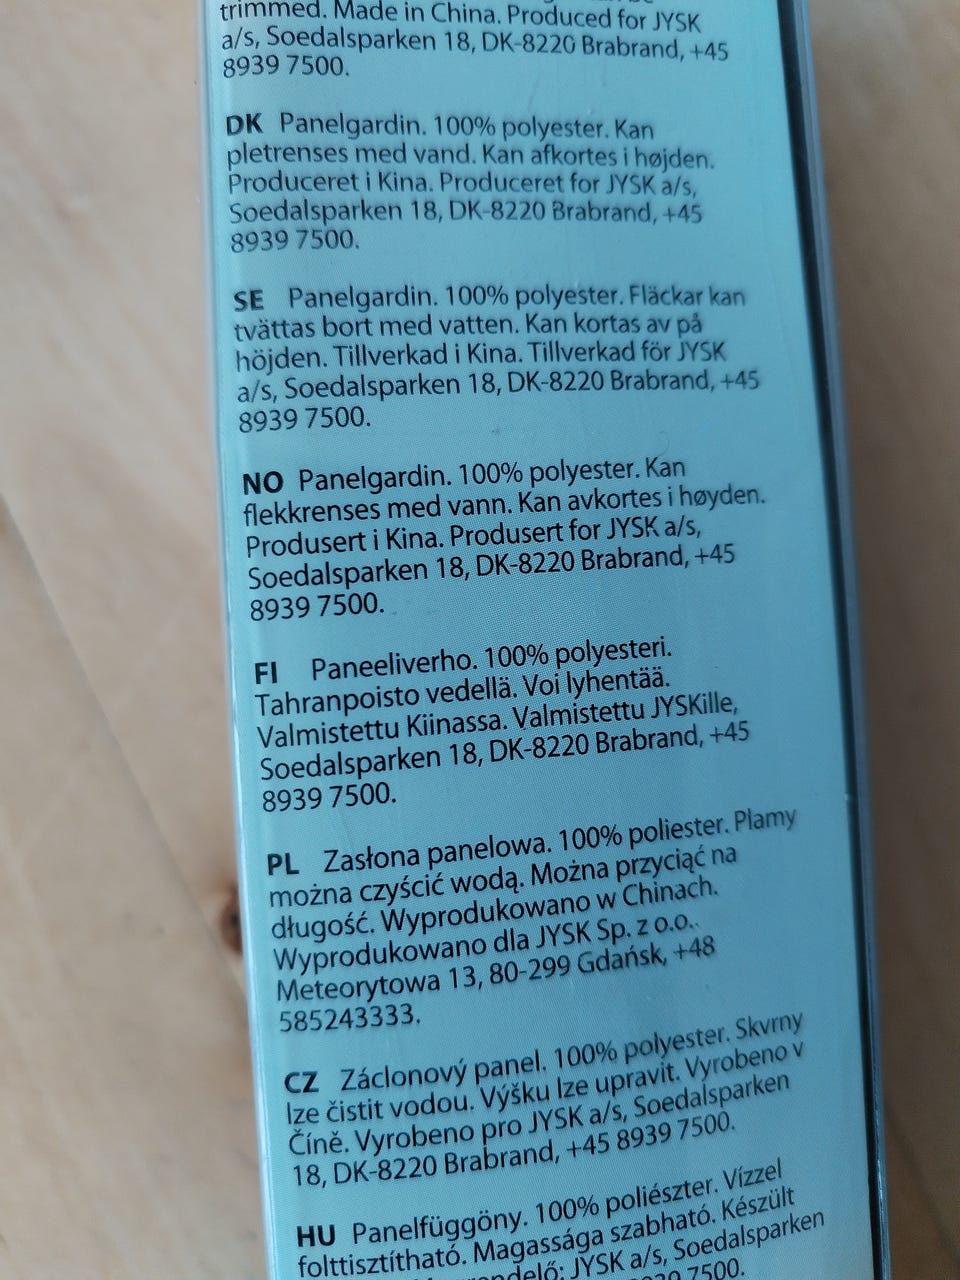 trimmed. Made in China. Produced for JYSK
a/s, Soedalsparken 18, DK-8220 Brabrand, +45
8939 7500.
DK Panelgardin. 100% polyester. Kan
pletrenses med vand. Kan afkortes i højden.
Produceret i Kina. Produceret for JYSK a/s,
Soedalsparken 18, DK-8220 Brabrand, +45
8939 7500.
SE Panelgardin. 100% polyester. Fläckar kan
tvättas bort med vatten. Kan kortas av på
höjden. Tillverkad i Kina. Tillverkad för JYSK
a/s, Soedalsparken 18, DK-8220 Brabrand, +45
8939 7500.
NO Panelgardin. 100% polyester. Kan
flekkrenses med vann. Kan avkortes i høyden.
Produsert i Kina. Produsert for JYSK a/s,
Soedalsparken 18, DK-8220 Brabrand, +45
8939 7500.
FI Paneeliverho. 100% polyesteri.
Tahranpoisto vedellä. Voi lyhentää.
Valmistettu Kiinassa. Valmistettu JYSKille,
Soedalsparken 18, DK-8220 Brabrand, +45
8939 7500.
PL Zasłona panelowa. 100% poliester. Plamy
można czyścić wodą. Można przyciąć na
długość. Wyprodukowano w Chinach.
Wyprodukowano dla JYSK Sp. z o.o..
Meteorytowa 13, 80-299 Gdańsk, +48
585243333.
CZ Záclonový panel. 100% polyester. Skvrny
lze čistit vodou. Výšku lze upravit. Vyrobeno v
Číně. Vyrobeno pro JYSK a/s, Soedalsparken
18, DK-8220 Brabrand, +45 8939 7500.
HU Panelfüggöny. 100% poliészter. Vízzel
folttisztítható. Magassága szabható. Készült
JYSK a/s, Soedalsparken
7500.